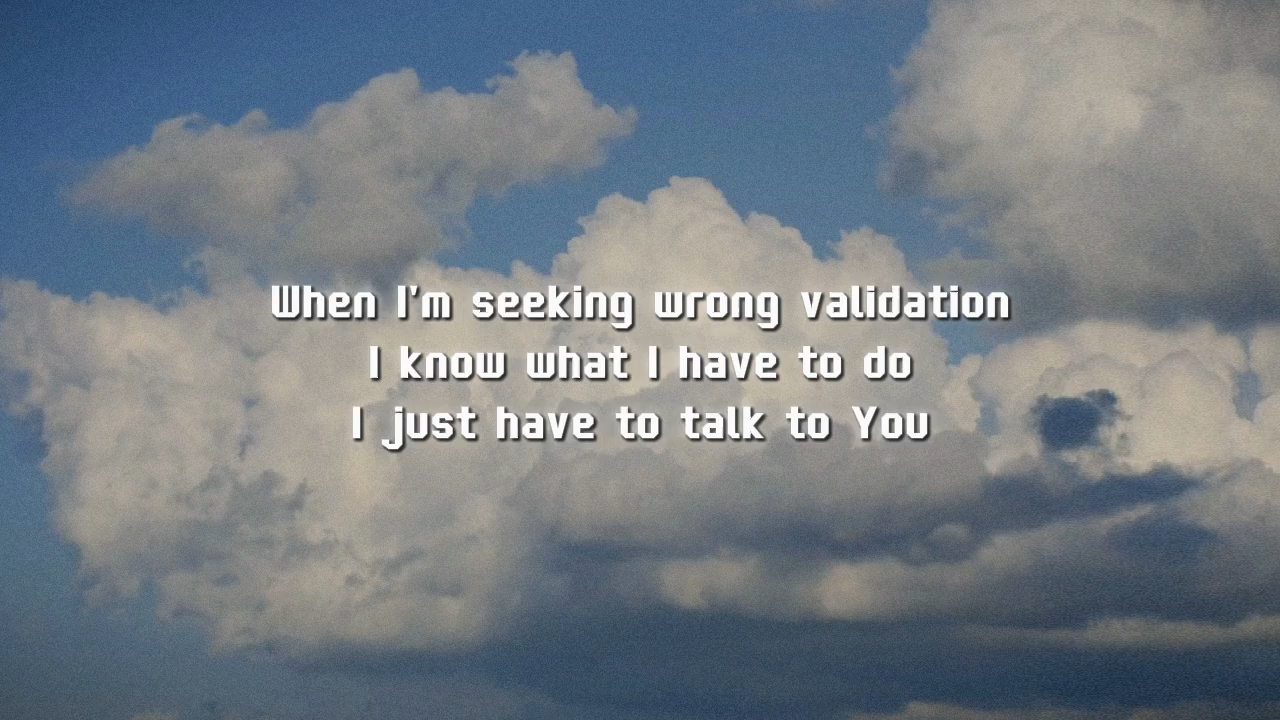 When I'm seeking wrong validation
I know what I have to do
I just have to talk to You